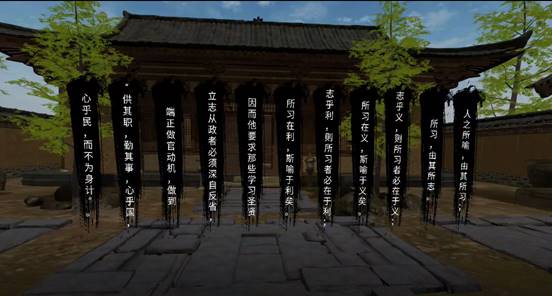 人之所喻，由其所习，
所习，由其所志。
志乎义，则所习者必在于义，
所习在义，斯喻于义矣。
志乎利，则所习者必在于利，
所习在利，斯喻于利矣。
因而他要求那些学习圣贤
立志从政者必须深自反省，
端正做官动机，做到
“供其职，勤其事，心乎国，
心乎民，而不为身计。”